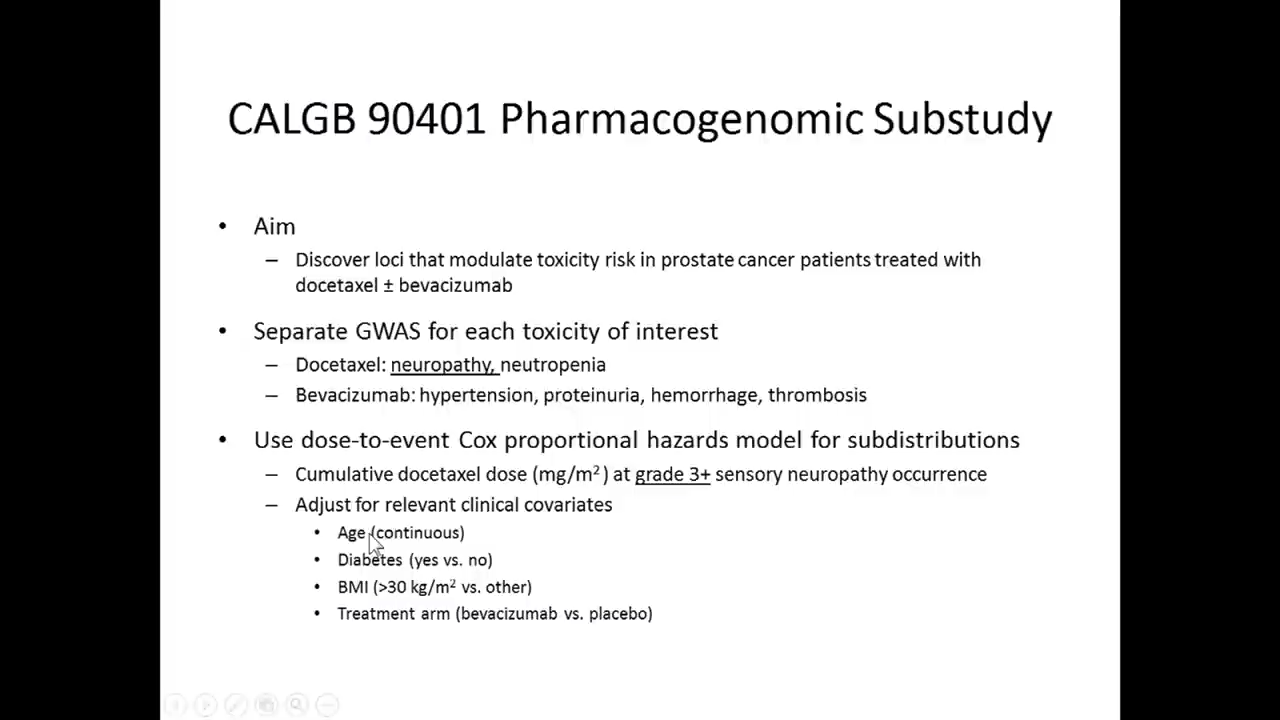 CALGB 90401 Pharmacogenomic Substudy
• Aim
– Discover loci that modulate toxicity risk in prostate cancer patients treated with
docetaxel ± bevacizumab
• Separate GWAS for each toxicity of interest
– Docetaxel: neuropathy, neutropenia
– Bevacizumab: hypertension, proteinuria, hemorrhage, thrombosis
• Use dose-to-event Cox proportional hazards model for subdistributions
– Cumulative docetaxel dose (mg/m²) at grade 3+ sensory neuropathy occurrence
– Adjust for relevant clinical covariates
• Age (continuous)
• Diabetes (yes vs. no)
• BMI (>30 kg/m² vs. other)
• Treatment arm (bevacizumab vs. placebo)